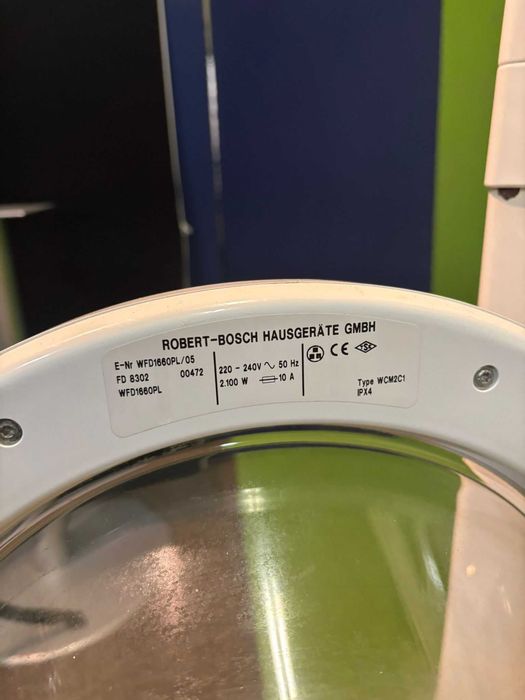 ROBERT-BOSCH HAUSGERÄTE GMBH
E-Nr WFD1660PL/05
FD 8302 00472
WFD1660PL
220 - 240V ~ 50 Hz
2.100 W 10 A
CE TSE
Type WCM2C1
IPX4